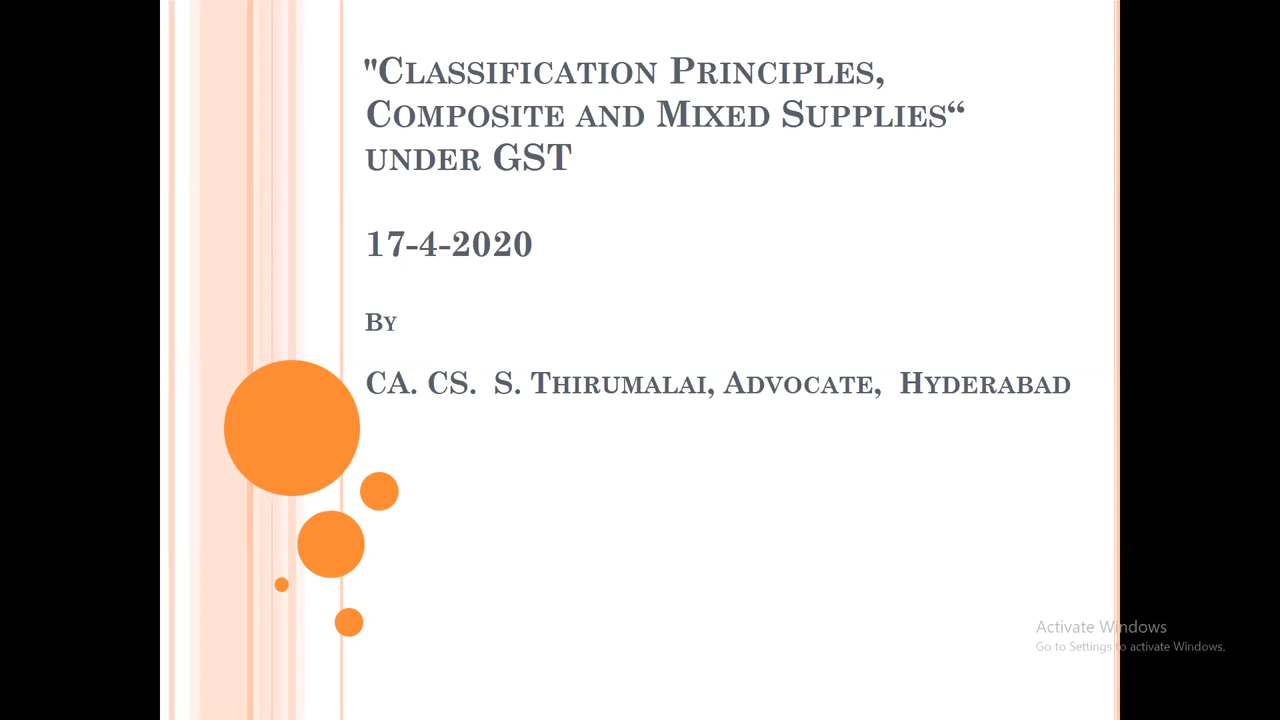 "Classification Principles,
Composite and Mixed Supplies“
under GST
17-4-2020
By
CA. CS. S. Thirumalai, Advocate, Hyderabad
Activate Windows
Go to Settings to activate Windows.